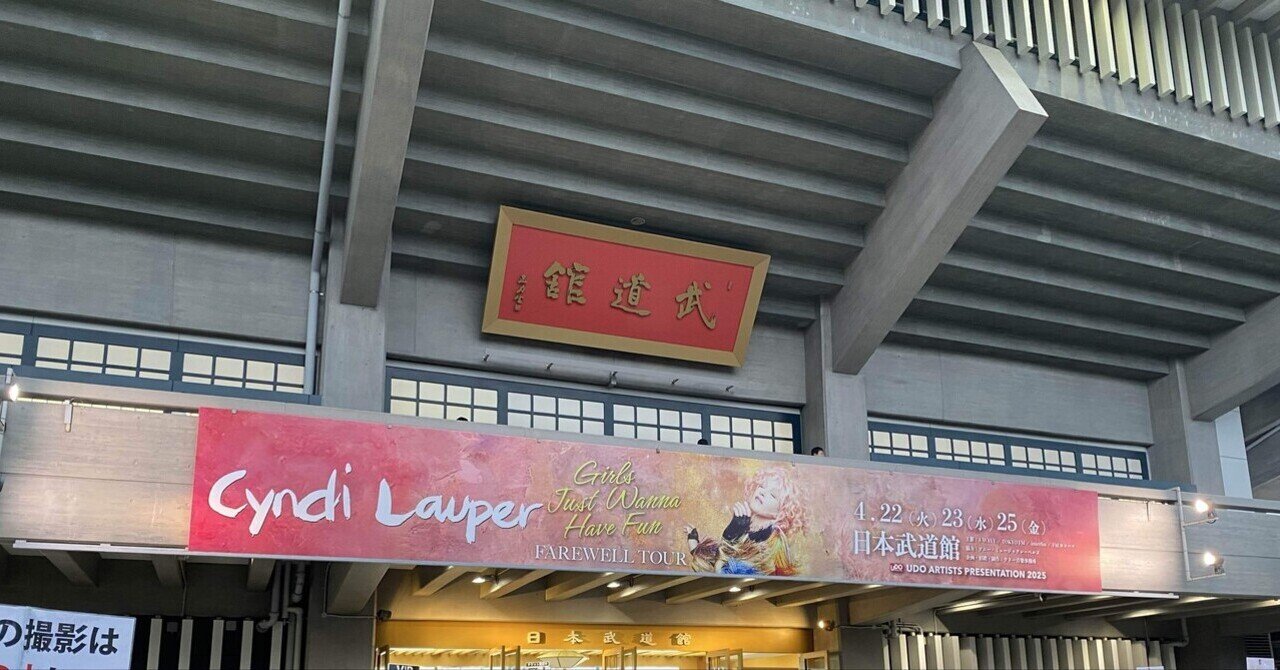 武道館
Cyndi Lauper
Girls
Just Wanna
Have Fun
FAREWELL TOUR
4.22(火)23(水)25(金)
日本武道館
UDO ARTISTS PRESENTATION 2025
日本武道館
の撮影は